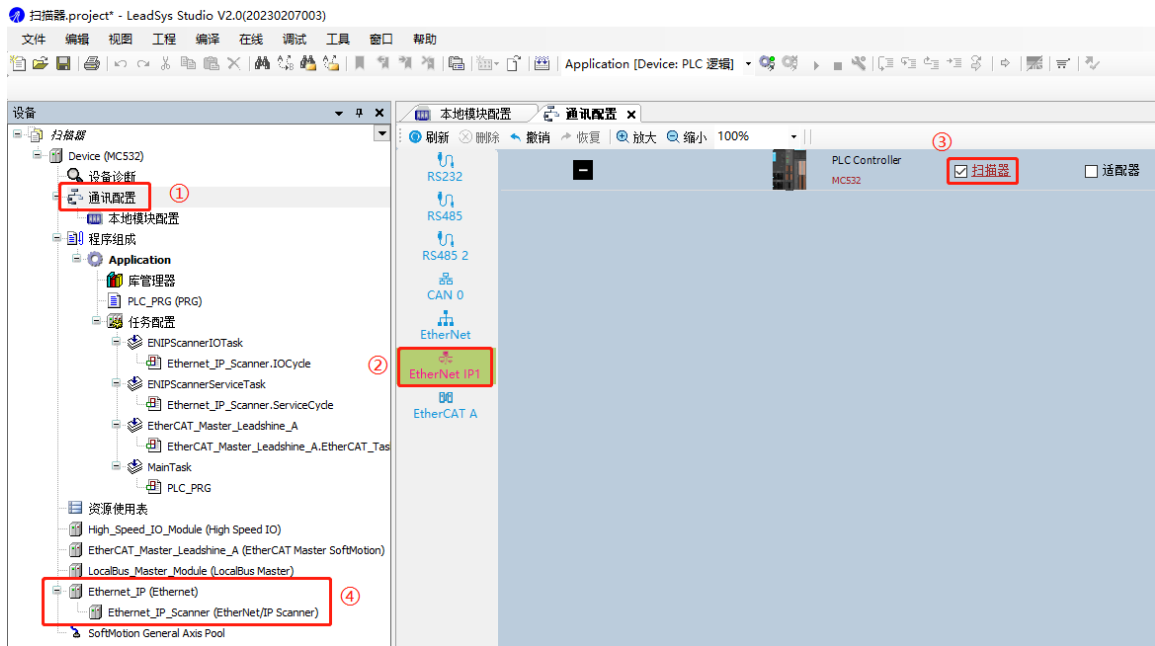 扫描器.project* - LeadSys Studio V2.0(20230207003)
文件 编辑 视图 工程 编译 在线 调试 工具 窗口 帮助
Application [Device: PLC 逻辑]
设备
扫描器
Device (MC532)
设备诊断
通讯配置 ①
本地模块配置
程序组成
Application
库管理器
PLC_PRG (PRG)
任务配置
ENIPScannerIOTask
Ethernet_IP_Scanner.IOCycle
ENIPScannerServiceTask
Ethernet_IP_Scanner.ServiceCycle
EtherCAT_Master_Leadshine_A
EtherCAT_Master_Leadshine_A.EtherCAT_Tas
MainTask
PLC_PRG
资源使用表
High_Speed_IO_Module (High Speed IO)
EtherCAT_Master_Leadshine_A (EtherCAT Master SoftMotion)
LocalBus_Master_Module (LocalBus Master)
Ethernet_IP (Ethernet)
Ethernet_IP_Scanner (EtherNet/IP Scanner)
④
SoftMotion General Axis Pool
本地模块配置 通讯配置
刷新 删除 撤销 恢复 放大 缩小 100%
RS232
RS485
RS485 2
CAN 0
EtherNet
② EtherNet IP1
EtherCAT A
PLC Controller
MC532
③
扫描器 适配器